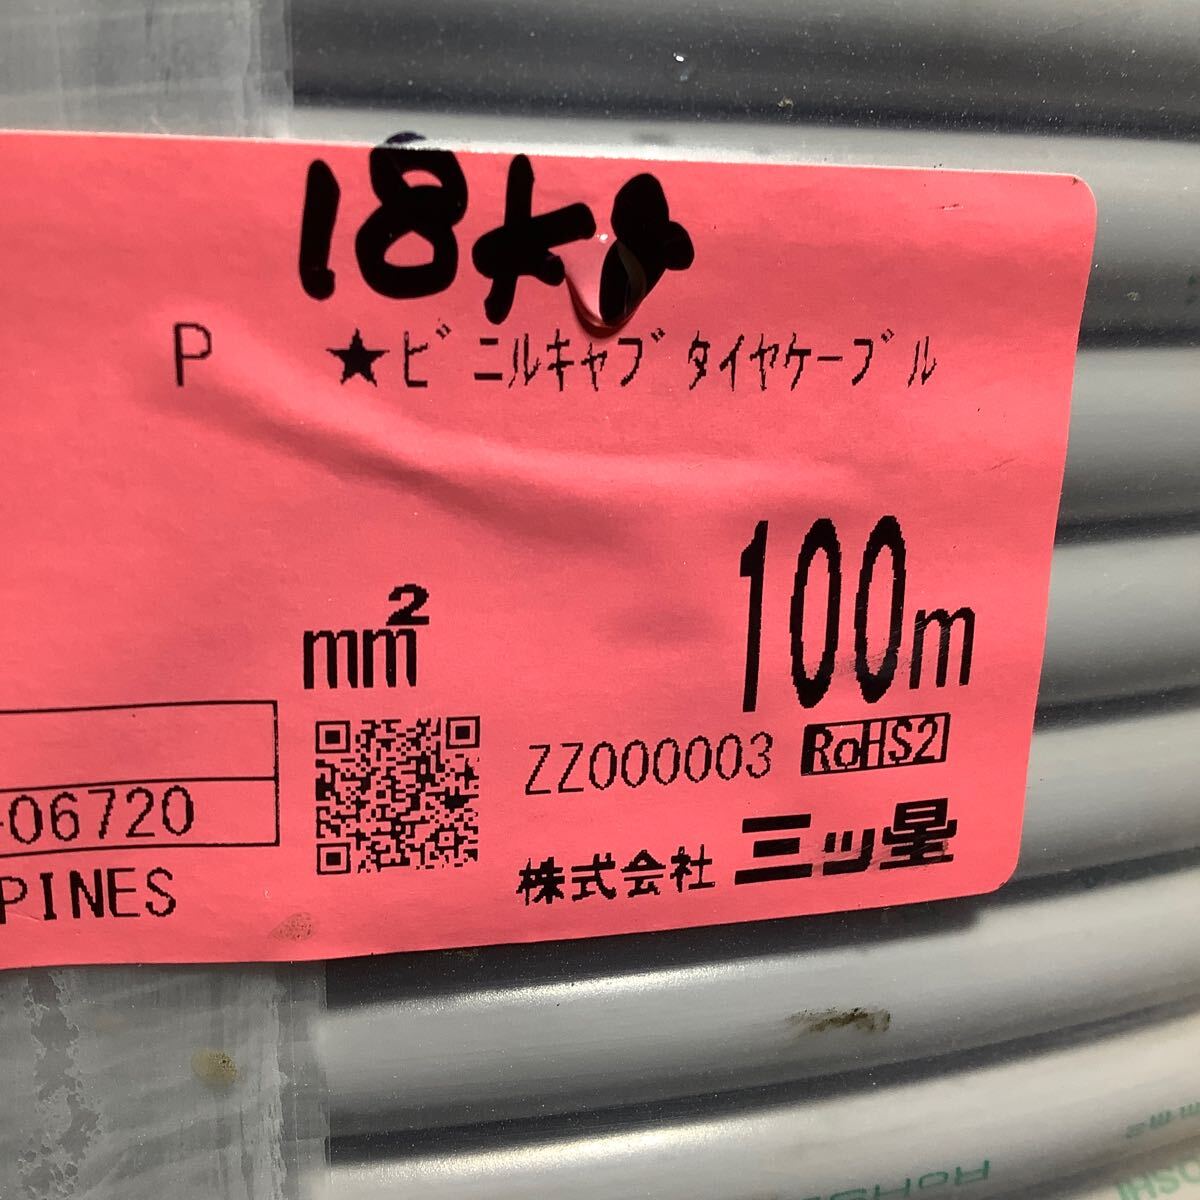 18kg
P ★ビニルキャブタイヤケーブル
mm²
100m
ZZ000003 RoHS2
-06720
PINES
株式会社 三ツ星